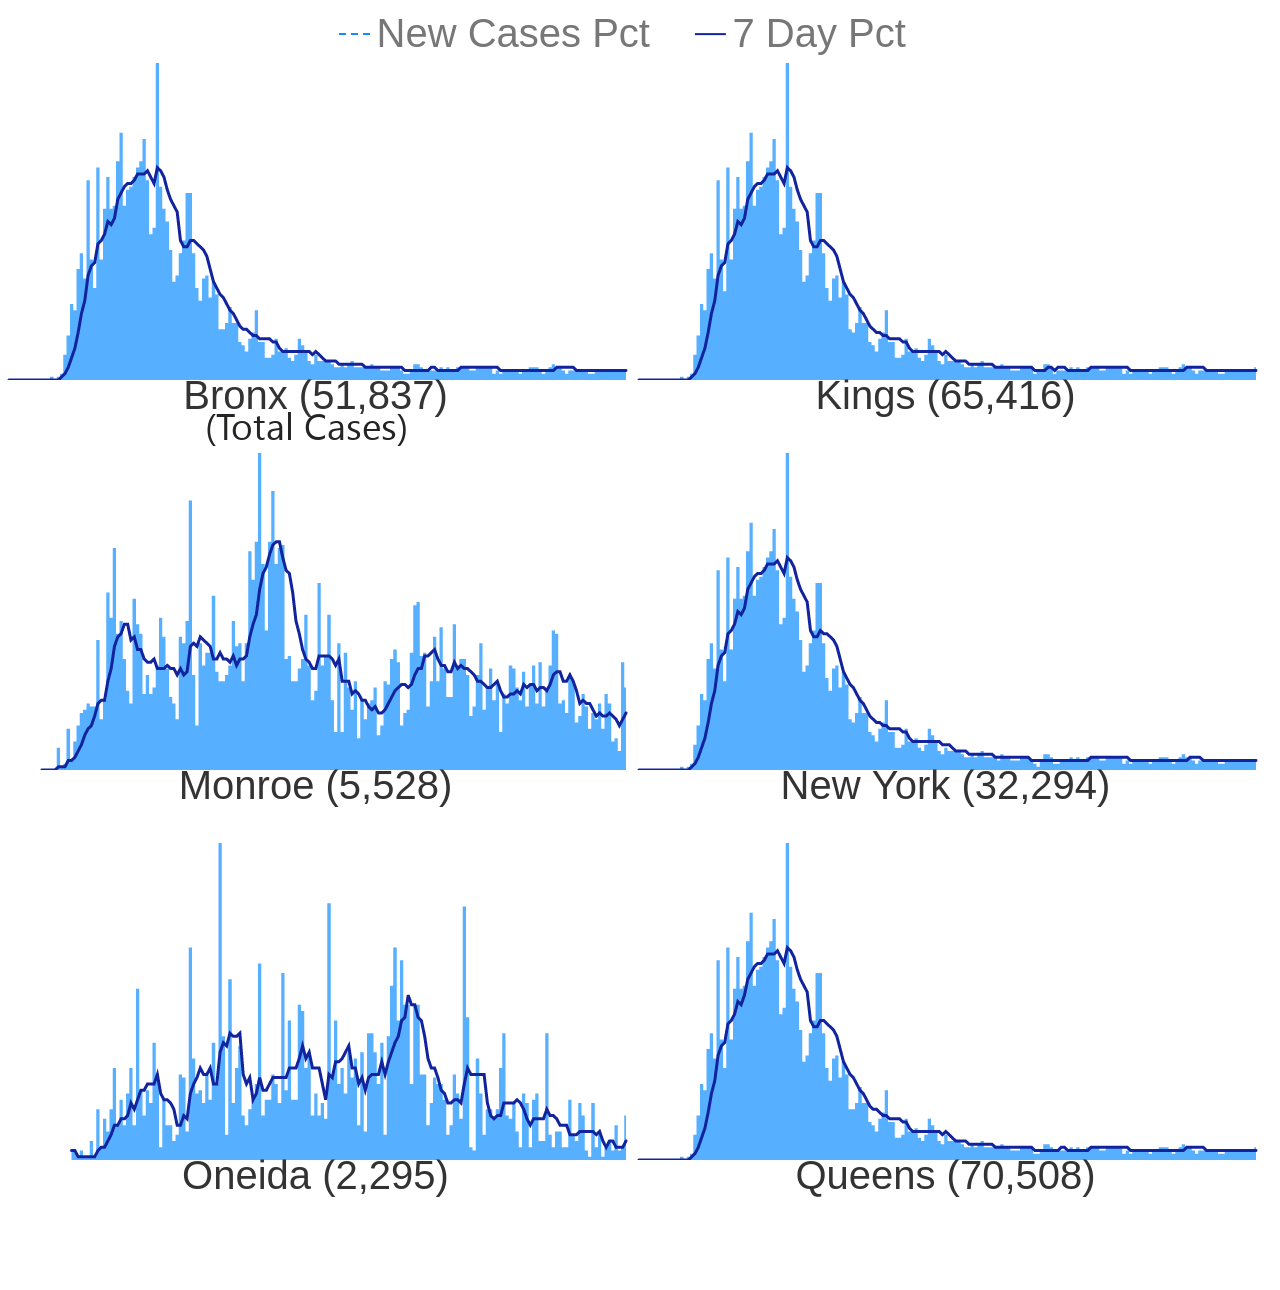 New Cases Pct 7 Day Pct
Bronx (51,837) Kings (65,416)
(Total Cases)
Monroe (5,528) New York (32,294)
Oneida (2,295) Queens (70,508)